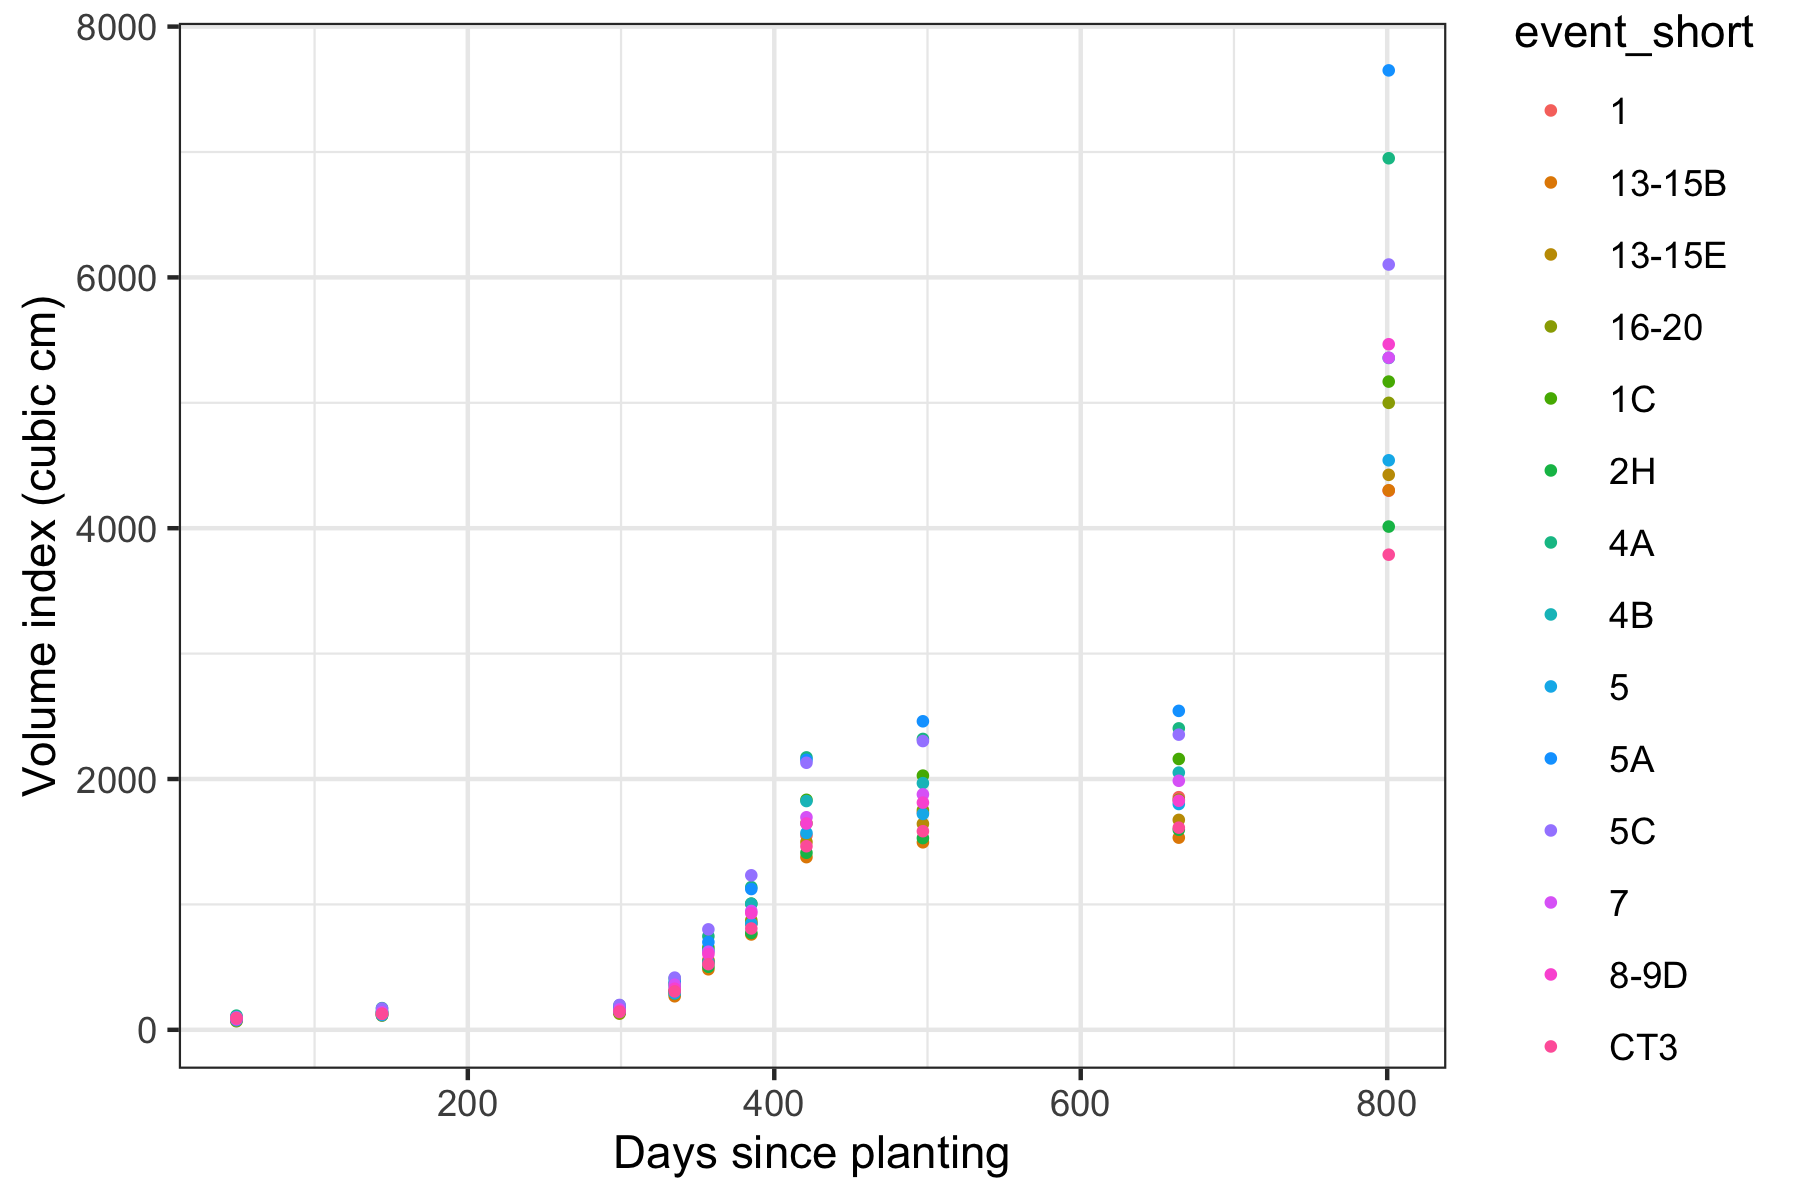 8000
6000
4000
2000
0
Volume index (cubic cm)
200
400
600
800
Days since planting
event_short
1
13-15B
13-15E
16-20
1C
2H
4A
4B
5
5A
5C
7
8-9D
CT3